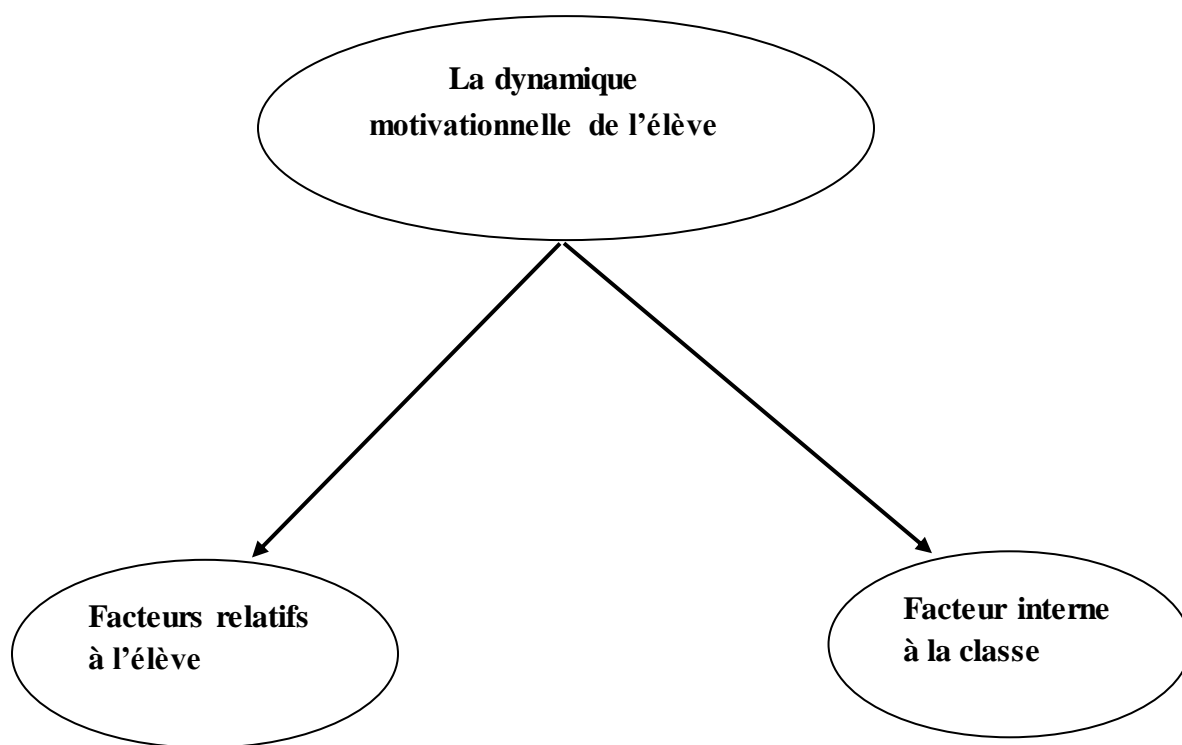 La dynamique
motivationnelle de l’élève
Facteurs relatifs
à l’élève
Facteur interne
à la classe